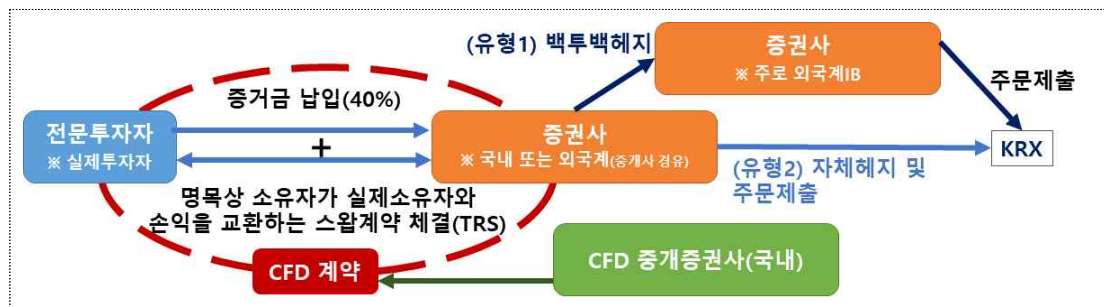 (유형1) 백투백헤지
증권사
※ 주로 외국계IB
주문제출
증거금 납입(40%)
전문투자자
※ 실제투자자
+
증권사
※ 국내 또는 외국계(중개사 경유)
KRX
(유형2) 자체헤지 및
주문제출
명목상 소유자가 실제소유자와
손익을 교환하는 스왑계약 체결(TRS)
CFD 계약
CFD 중개증권사(국내)